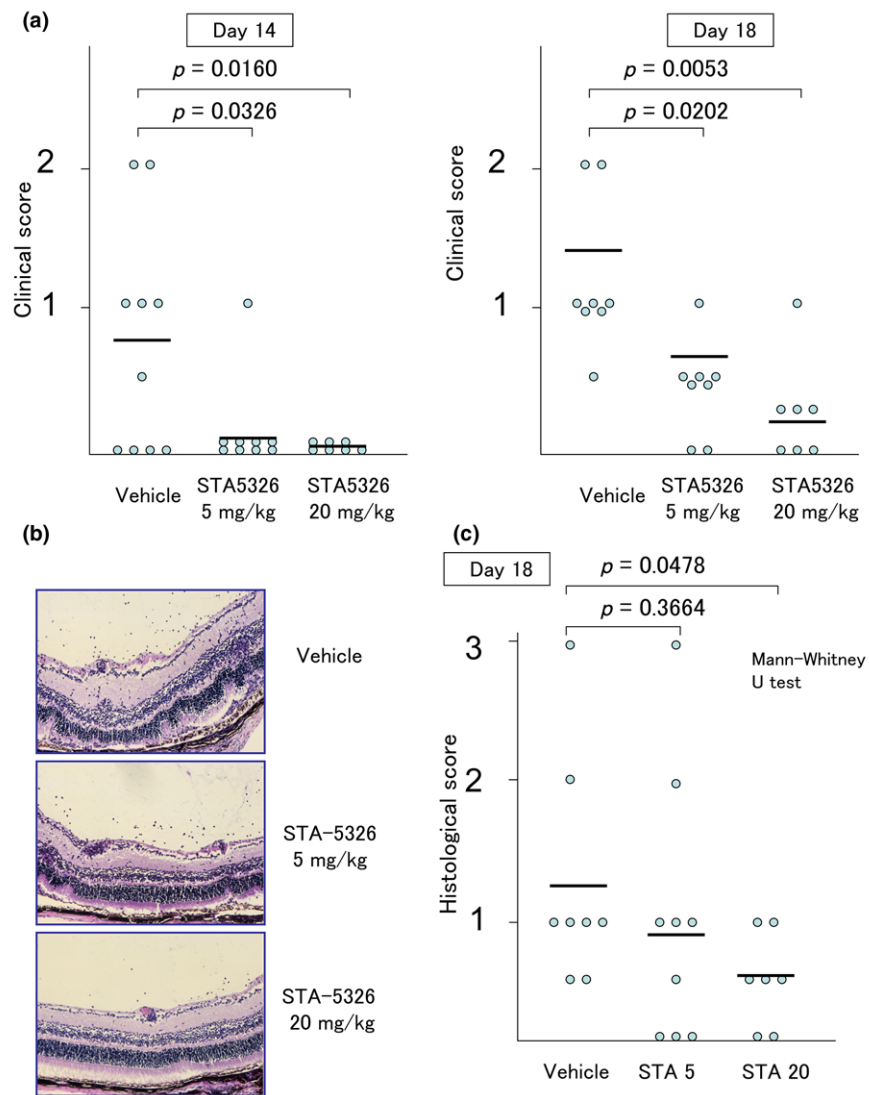 (a)
Day 14
p = 0.0160
p = 0.0326
2
1
Clinical score
Vehicle
STA5326
5 mg/kg
STA5326
20 mg/kg
Day 18
p = 0.0053
p = 0.0202
2
1
Clinical score
Vehicle
STA5326
5 mg/kg
STA5326
20 mg/kg
(b)
Vehicle
STA-5326
5 mg/kg
STA-5326
20 mg/kg
(c)
Day 18
p = 0.0478
p = 0.3664
Mann-Whitney
U test
3
2
1
Histological score
Vehicle
STA 5
STA 20